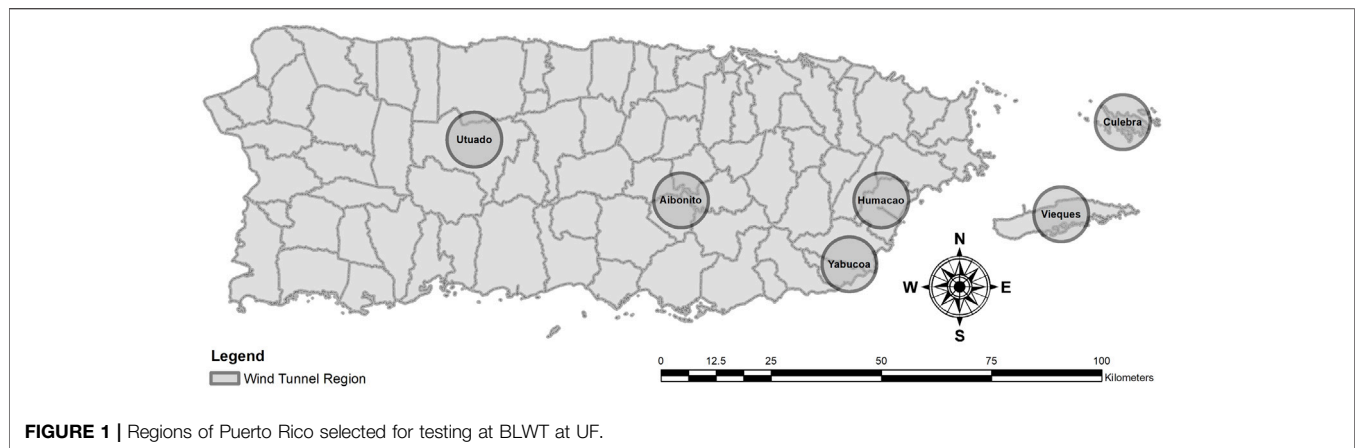 Utuado
Culebra
Aibonito
Humacao
Vieques
Yabucoa
N
W E
S
Legend
Wind Tunnel Region
0 12.5 25 50 75 100
Kilometers
FIGURE 1 | Regions of Puerto Rico selected for testing at BLWT at UF.